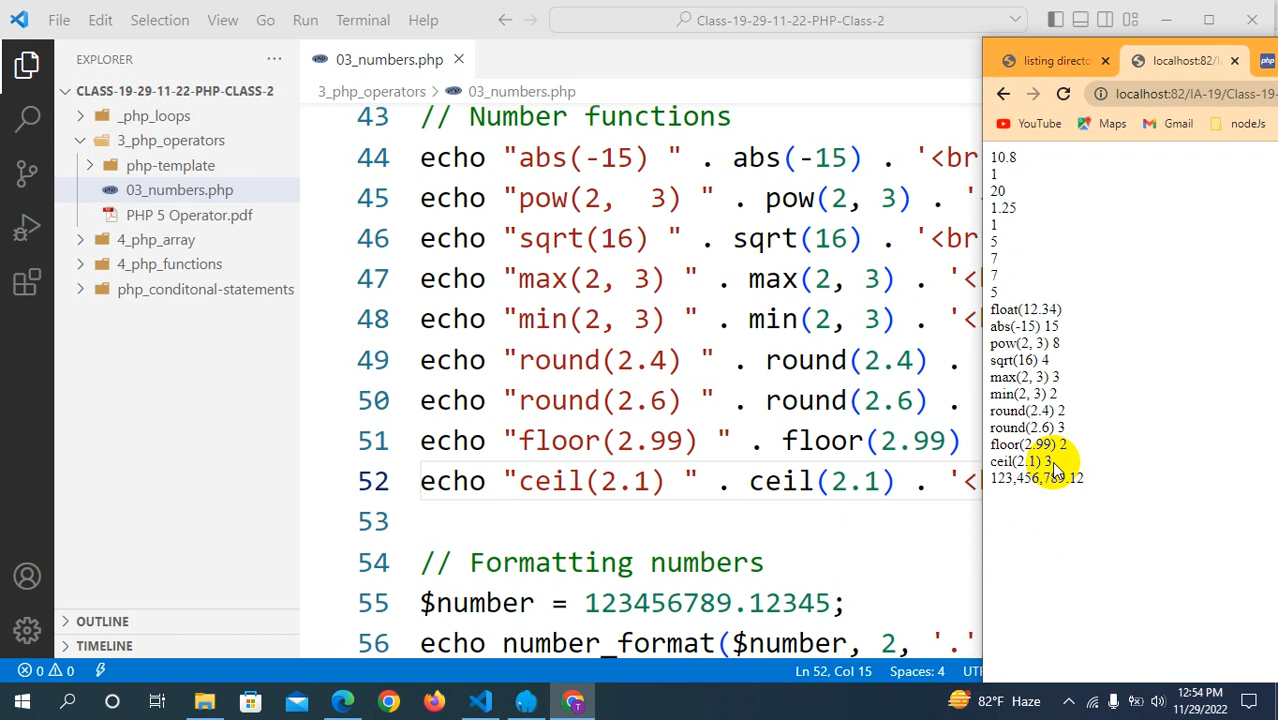 File Edit Selection View Go Run Terminal Help
Class-19-29-11-22-PHP-Class-2
EXPLORER
CLASS-19-29-11-22-PHP-CLASS-2
_php_loops
3_php_operators
php-template
03_numbers.php
PHP 5 Operator.pdf
4_php_array
4_php_functions
php_conditonal-statements
OUTLINE
TIMELINE
03_numbers.php
3_php_operators > 03_numbers.php
43 // Number functions
44 echo "abs(-15) " . abs(-15) . '<br
45 echo "pow(2,  3) " . pow(2, 3) . '
46 echo "sqrt(16) " . sqrt(16) . '<br
47 echo "max(2, 3) " . max(2, 3) . '<
48 echo "min(2, 3) " . min(2, 3) . '<
49 echo "round(2.4) " . round(2.4) .
50 echo "round(2.6) " . round(2.6) .
51 echo "floor(2.99) " . floor(2.99)
52 echo "ceil(2.1) " . ceil(2.1) . '<
53
54 // Formatting numbers
55 $number = 123456789.12345;
56 echo number_format($number, 2, '.'
0 0 Ln 52, Col 15 Spaces: 4 UTF
listing directo localhost:82/I php
localhost:82/IA-19/Class-19-
YouTube Maps Gmail nodeJs
10.8
1
20
1.25
1
5
7
7
5
float(12.34)
abs(-15) 15
pow(2, 3) 8
sqrt(16) 4
max(2, 3) 3
min(2, 3) 2
round(2.4) 2
round(2.6) 3
floor(2.99) 2
ceil(2.1) 3
123,456,789.12
82°F Haze
12:54 PM
11/29/2022